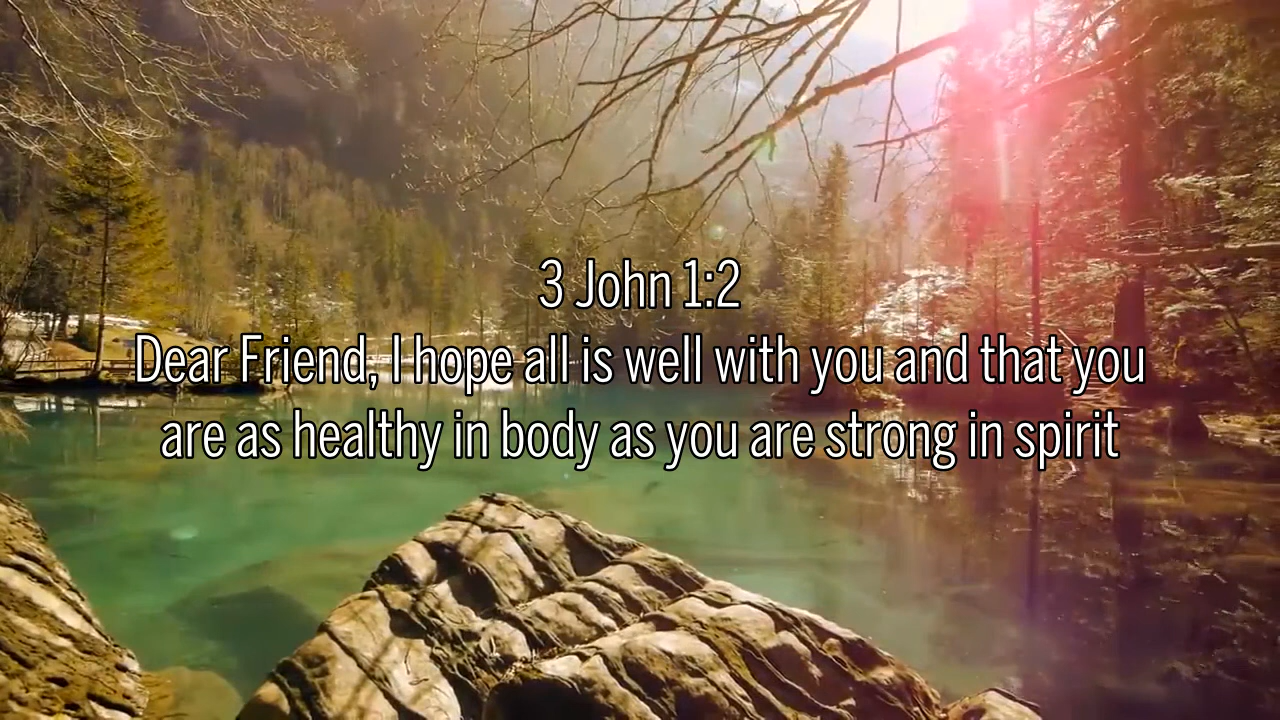 3 John 1:2
Dear Friend, I hope all is well with you and that you
are as healthy in body as you are strong in spirit